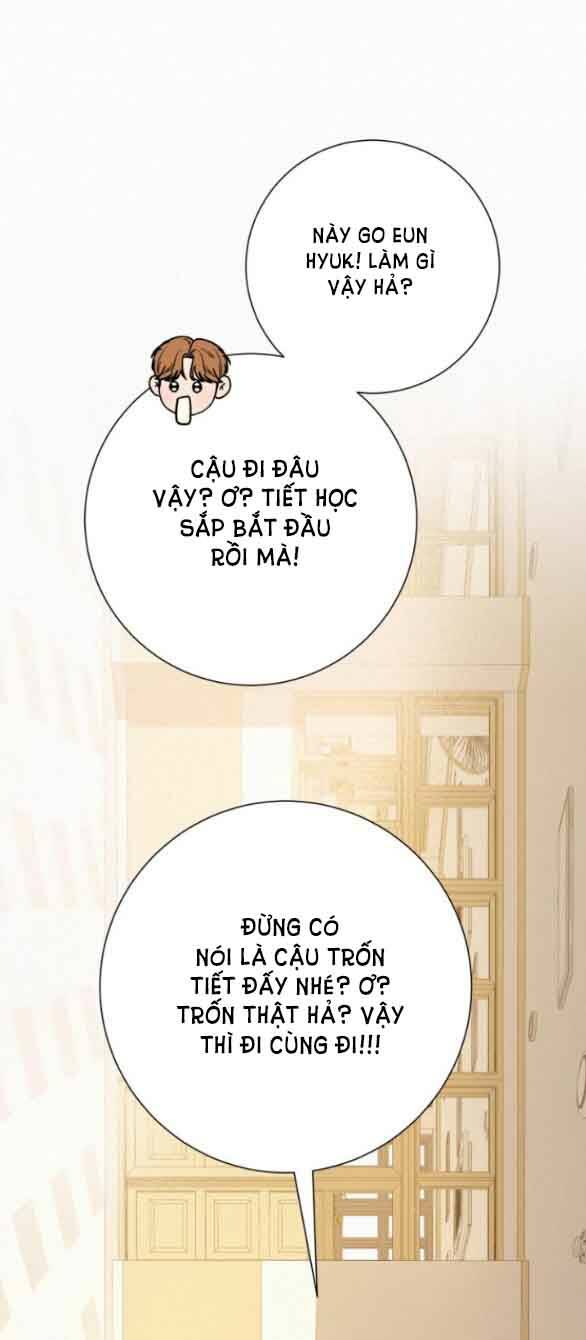 NÀY GO EUN
HYUK! LÀM GÌ
VẬY HẢ?
CẬU ĐI ĐÂU
VẬY? Ơ? TIẾT HỌC
SẮP BẮT ĐẦU
RỒI MÀ!
ĐỪNG CÓ
NÓI LÀ CẬU TRỐN
TIẾT ĐẤY NHÉ? Ơ?
TRỐN THẬT HẢ? VẬY
THÌ ĐI CÙNG ĐI!!!